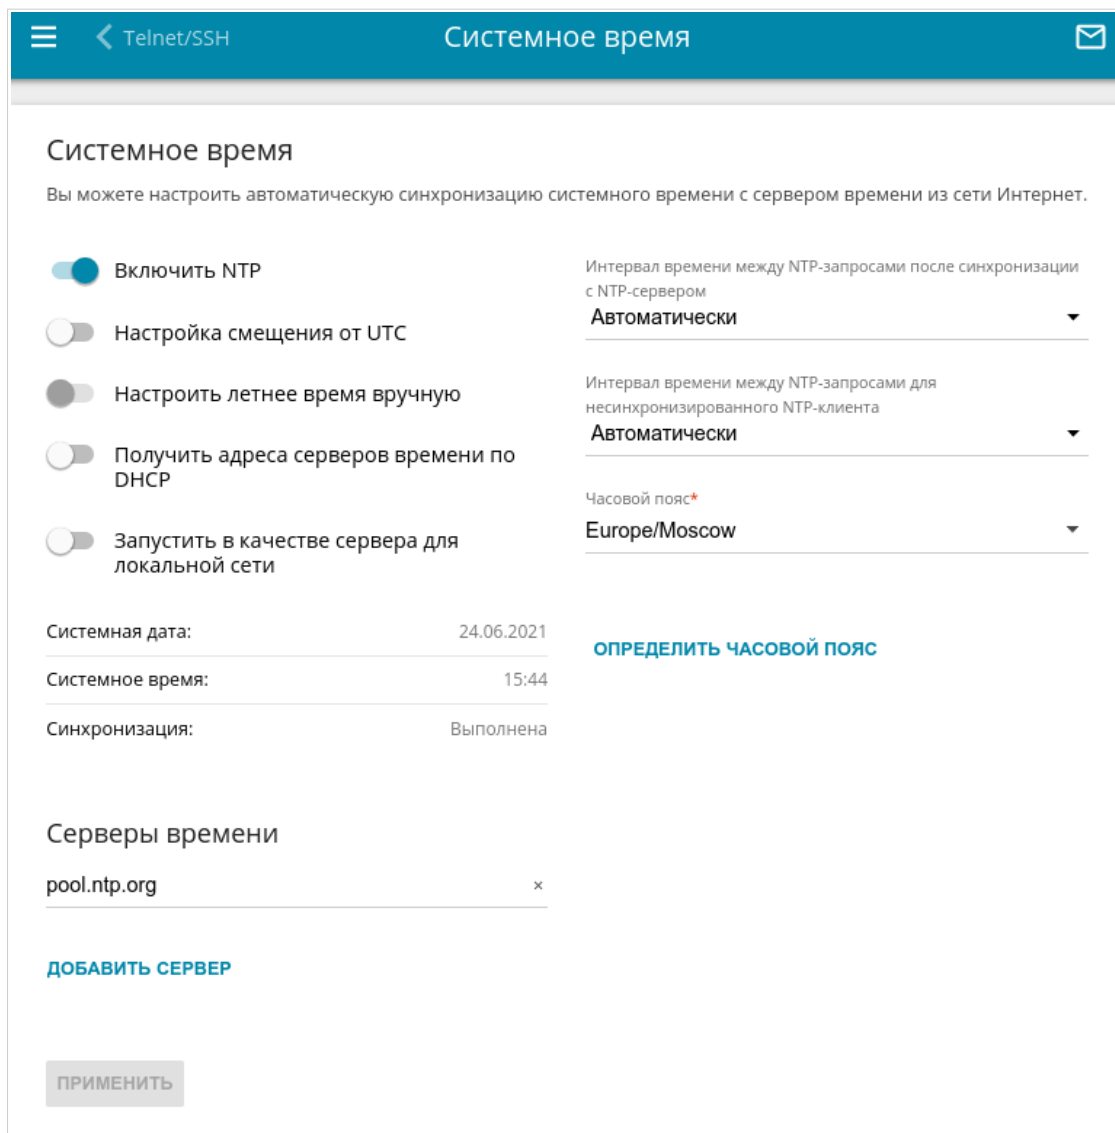 Telnet/SSH
Системное время
Системное время
Вы можете настроить автоматическую синхронизацию системного времени с сервером времени из сети Интернет.
Включить NTP
Настройка смещения от UTC
Настроить летнее время вручную
Получить адреса серверов времени по
DHCP
Запустить в качестве сервера для
локальной сети
Системная дата: 24.06.2021
Системное время: 15:44
Синхронизация: Выполнена
Интервал времени между NTP-запросами после синхронизации
с NTP-сервером
Автоматически
Интервал времени между NTP-запросами для
несинхронизированного NTP-клиента
Автоматически
Часовой пояс*
Europe/Moscow
ОПРЕДЕЛИТЬ ЧАСОВОЙ ПОЯС
Серверы времени
pool.ntp.org ×
ДОБАВИТЬ СЕРВЕР
ПРИМЕНИТЬ